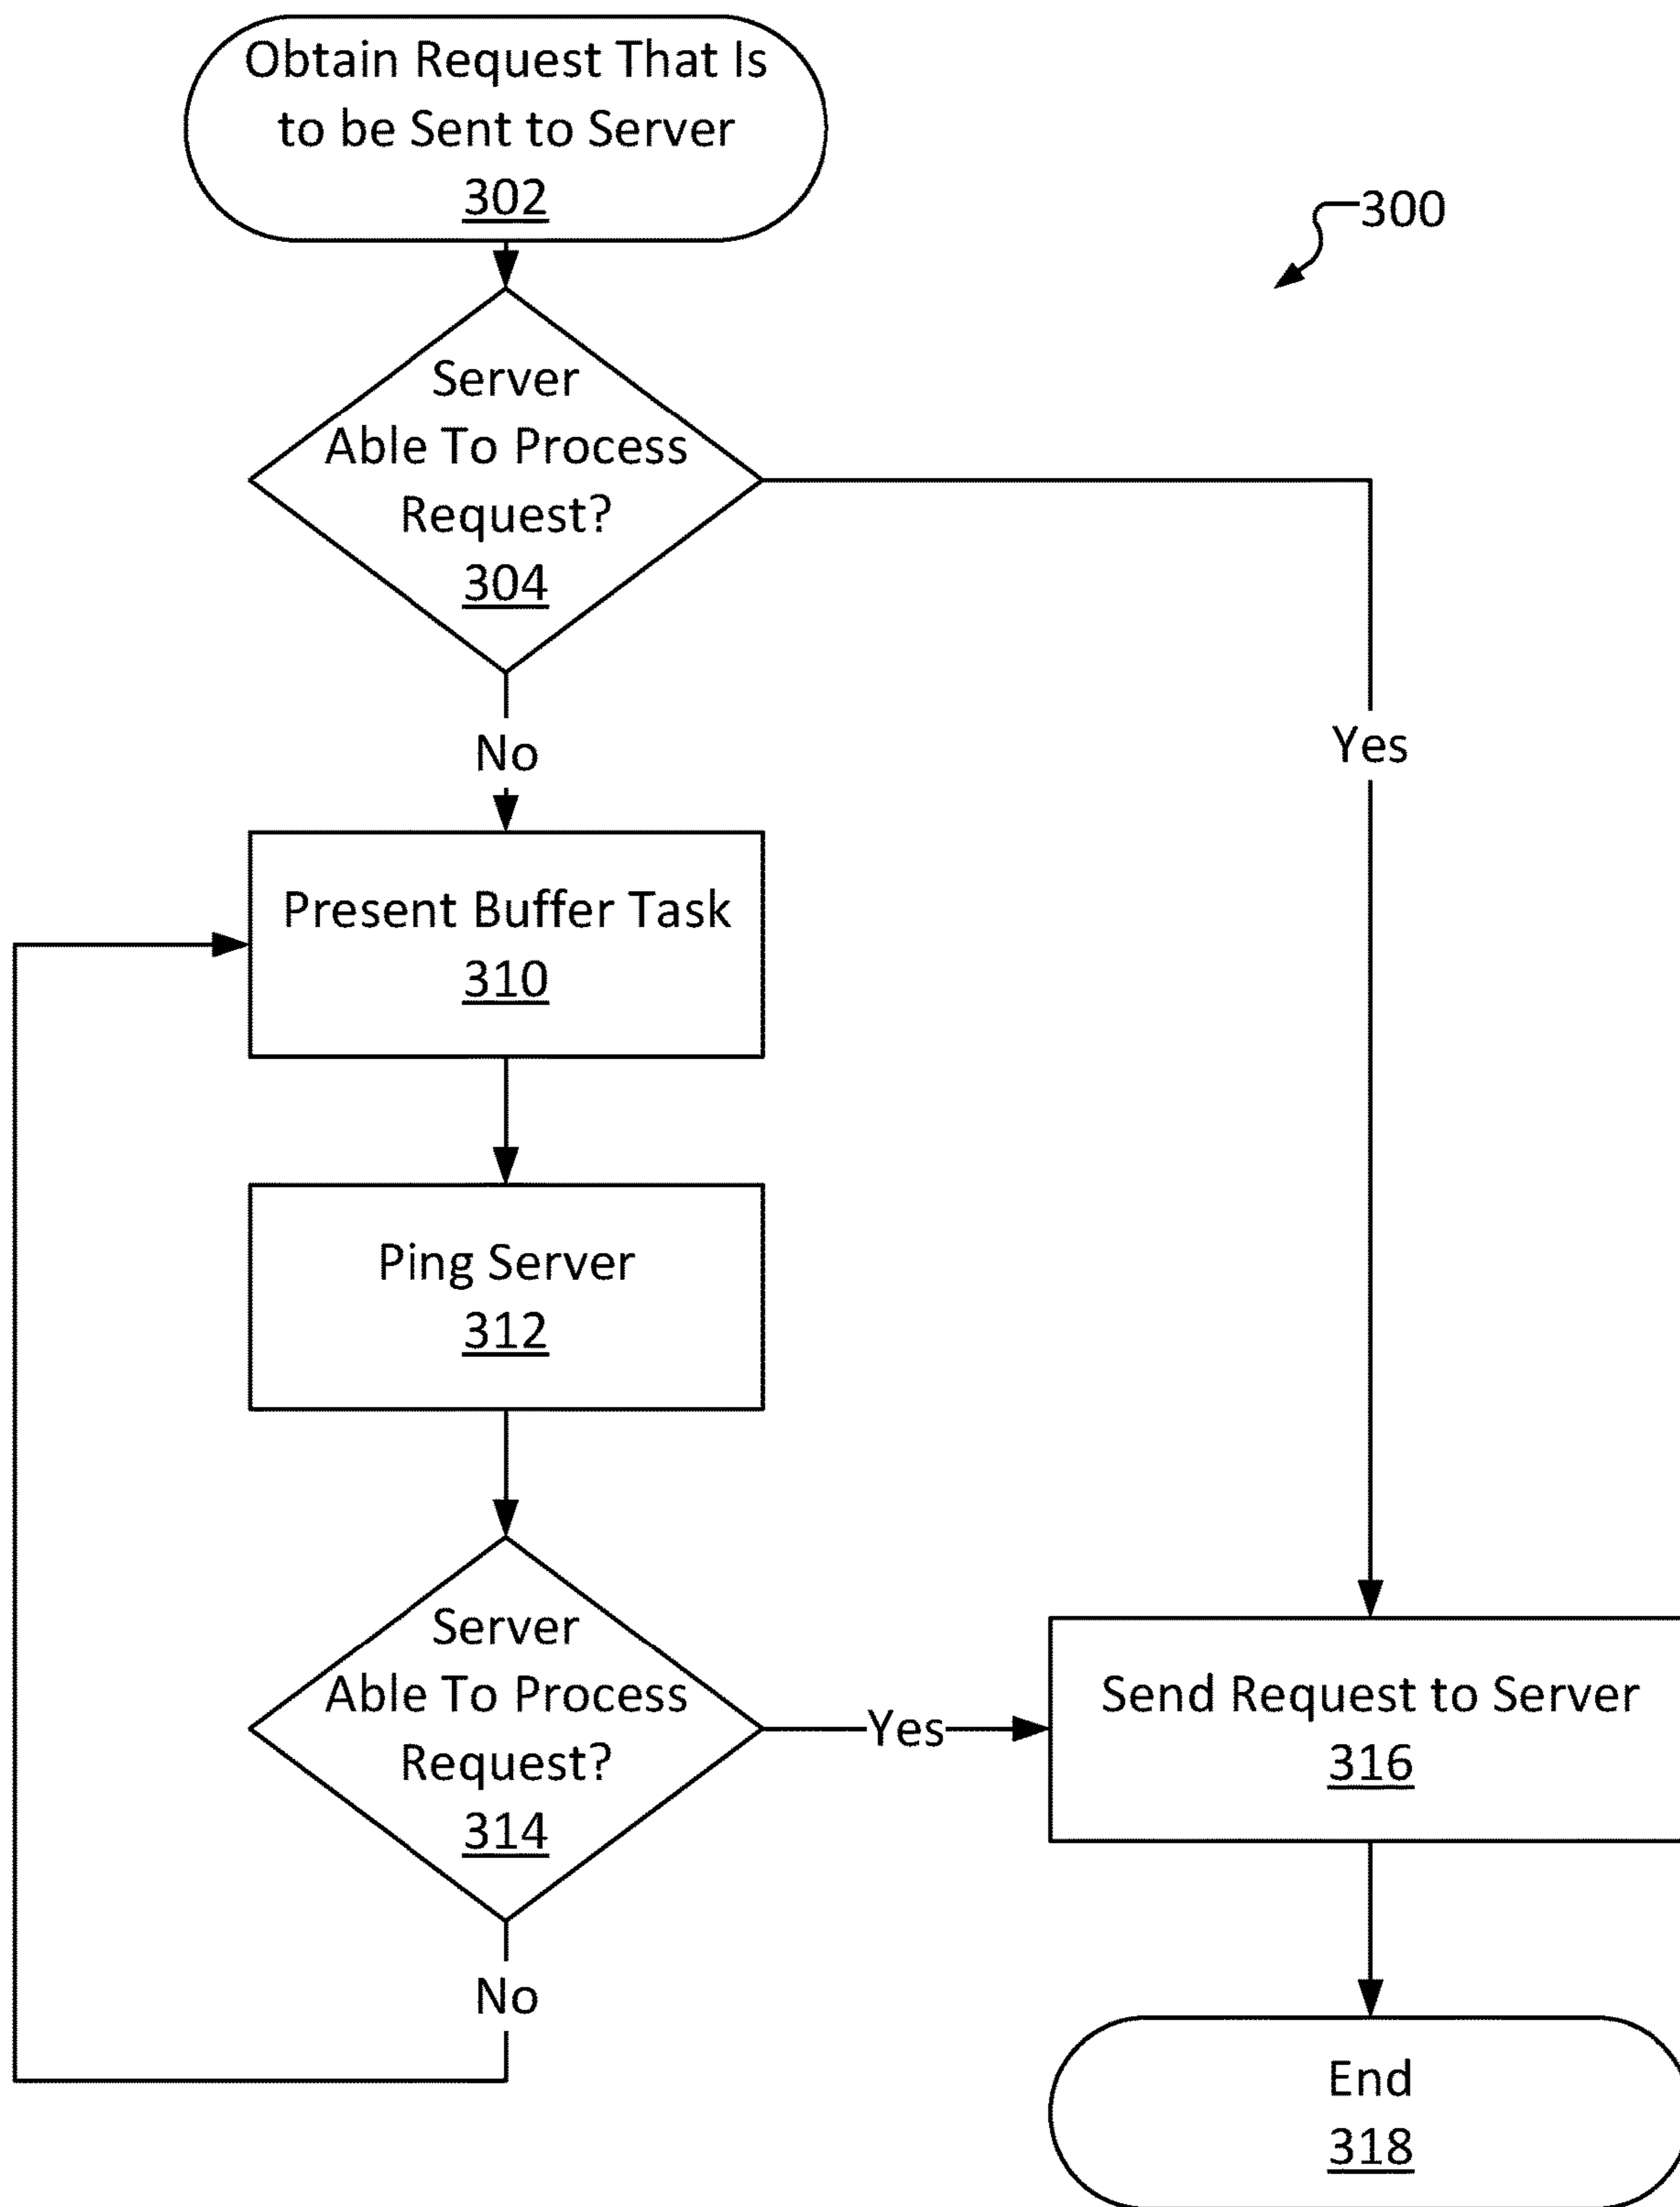 Obtain Request That Is
to be Sent to Server
302
300
Server
Able To Process
Request?
304
No
Yes
Present Buffer Task
310
Ping Server
312
Server
Able To Process
Request?
314
Yes
Send Request to Server
316
No
End
318